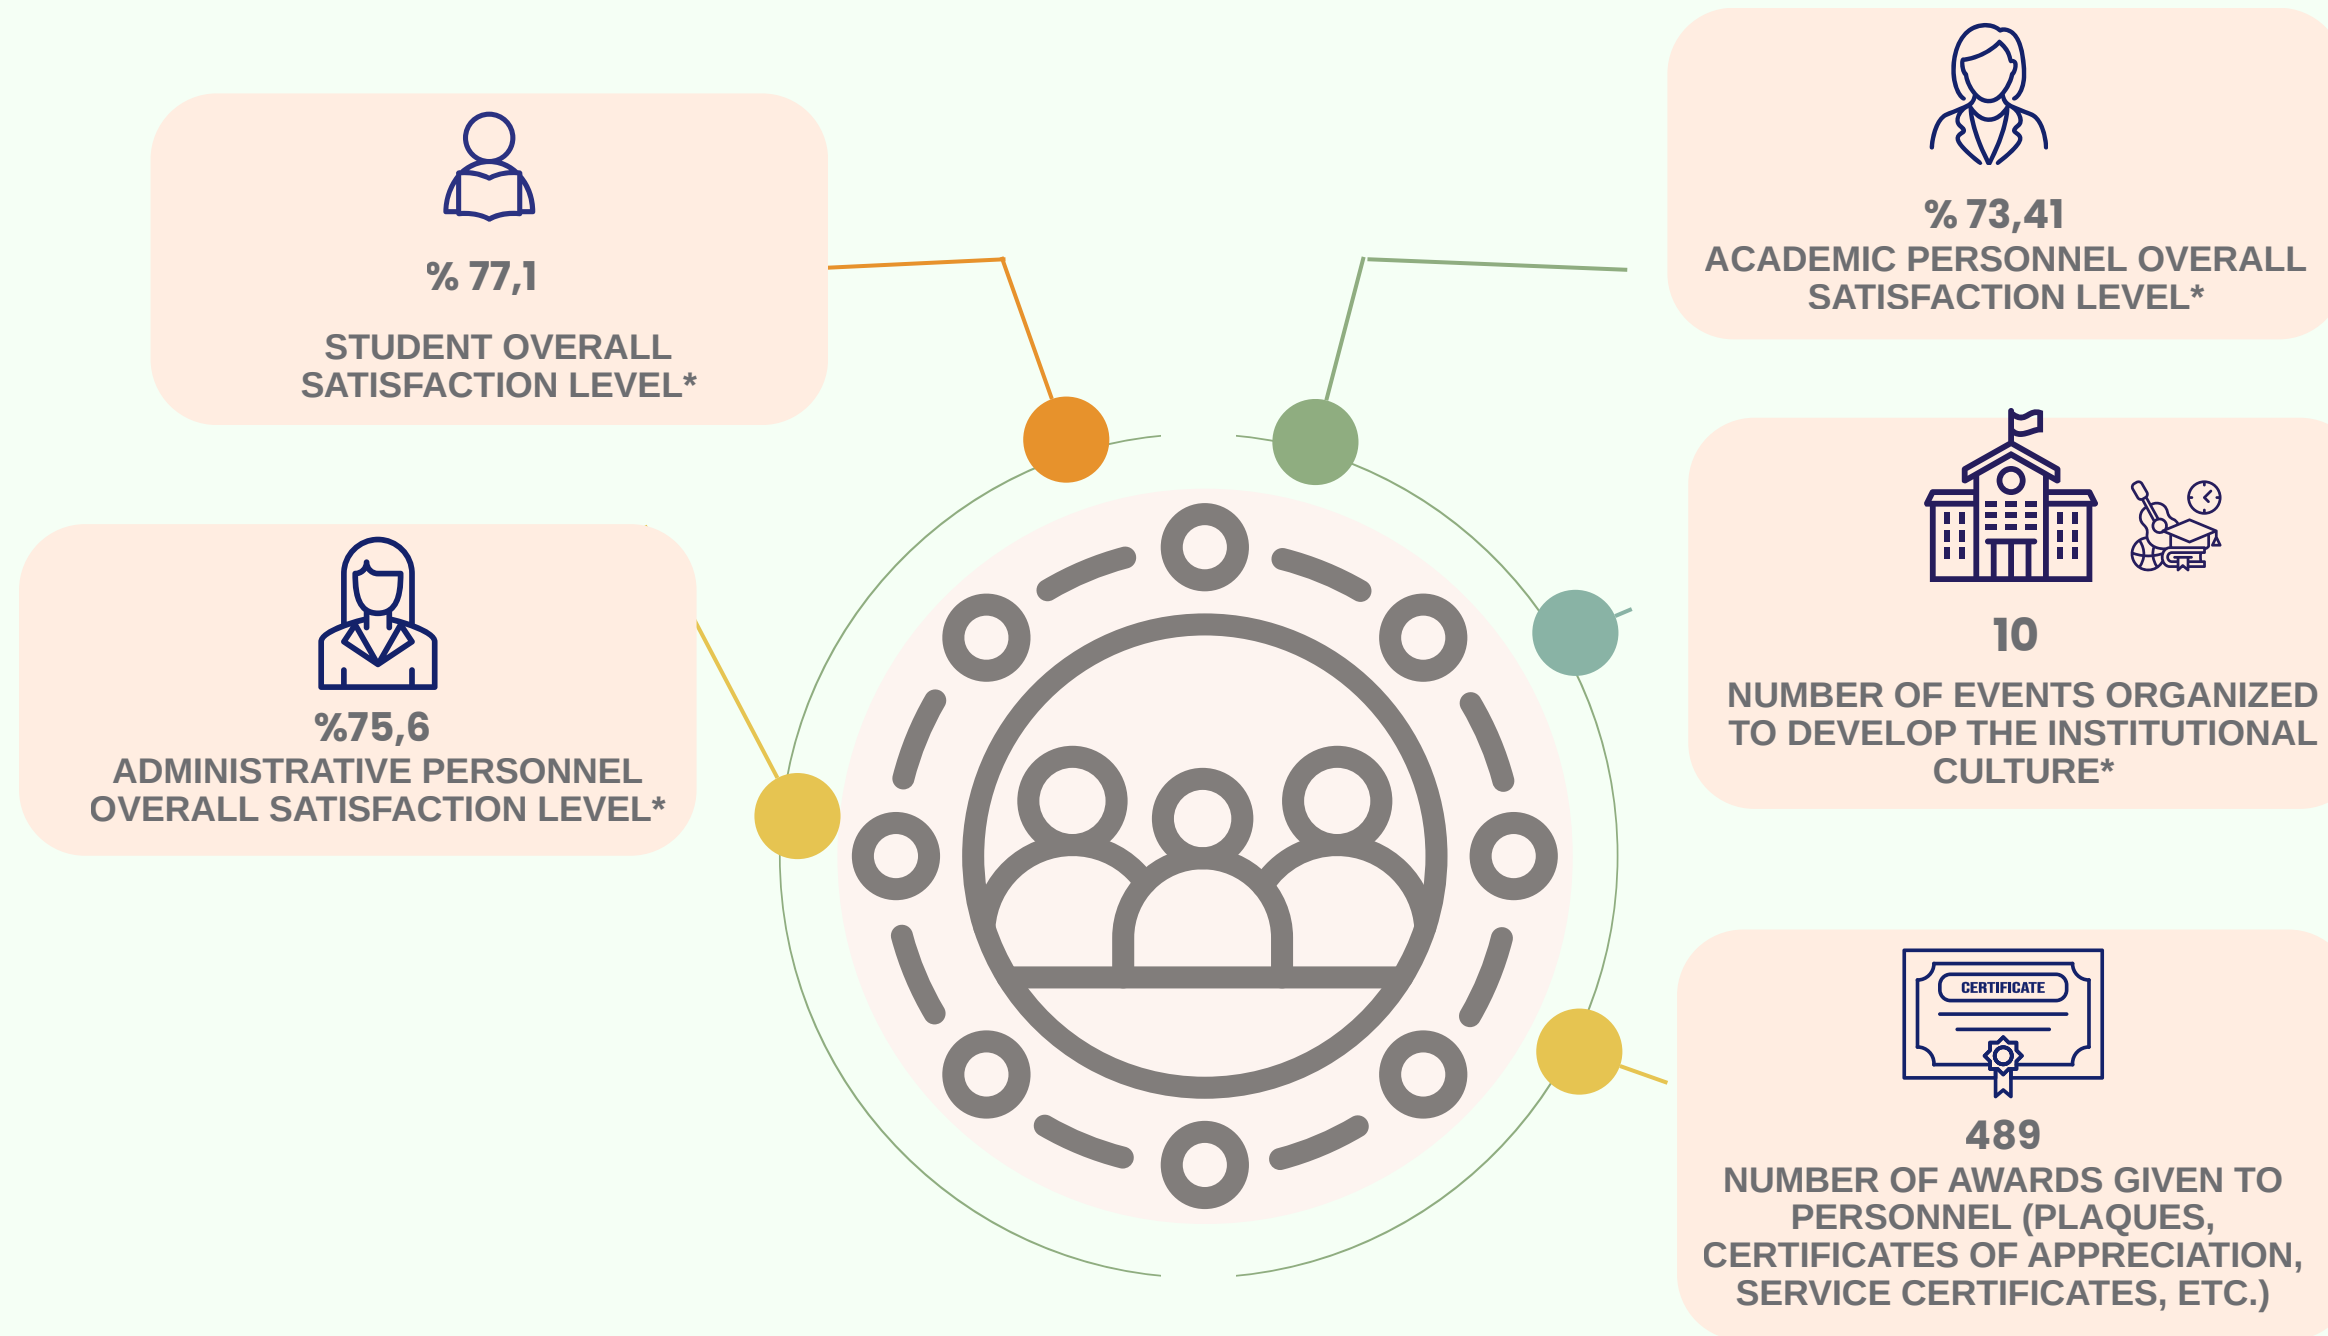 % 77,1
STUDENT OVERALL
SATISFACTION LEVEL*
%75,6
ADMINISTRATIVE PERSONNEL
OVERALL SATISFACTION LEVEL*
% 73,41
ACADEMIC PERSONNEL OVERALL
SATISFACTION LEVEL*
10
NUMBER OF EVENTS ORGANIZED
TO DEVELOP THE INSTITUTIONAL
CULTURE*
CERTIFICATE
489
NUMBER OF AWARDS GIVEN TO
PERSONNEL (PLAQUES,
CERTIFICATES OF APPRECIATION,
SERVICE CERTIFICATES, ETC.)